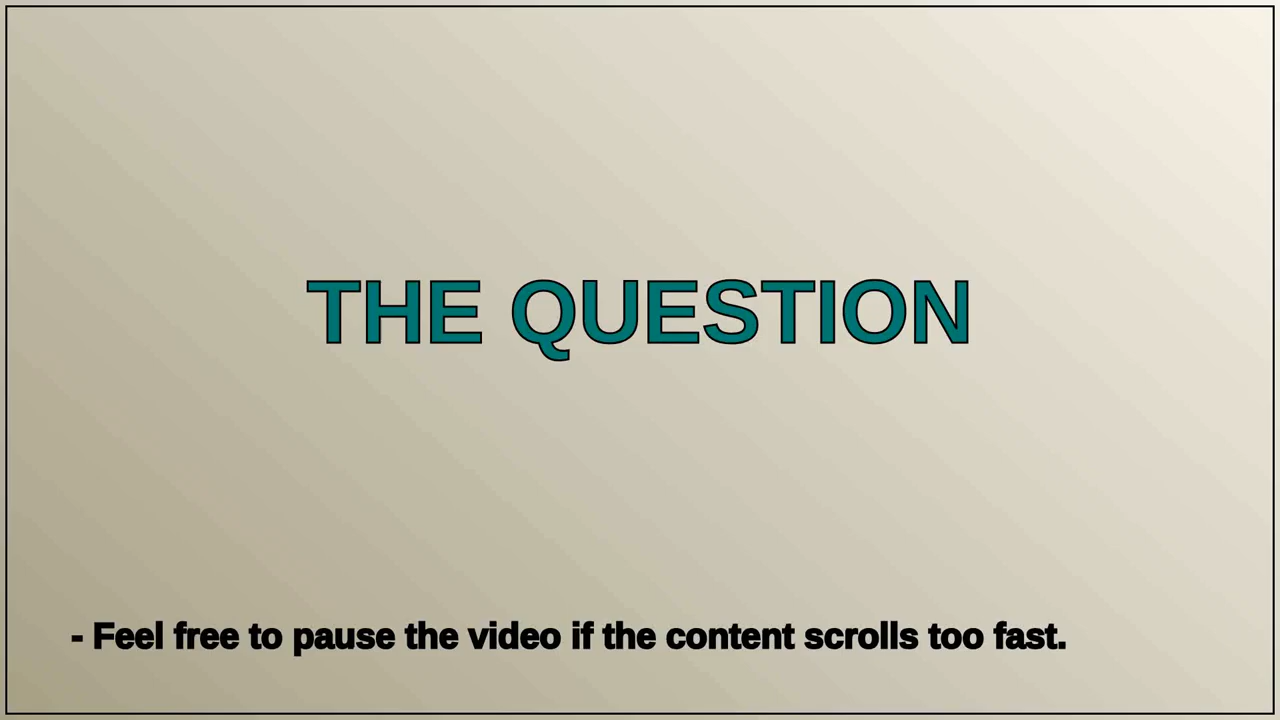 THE QUESTION
- Feel free to pause the video if the content scrolls too fast.